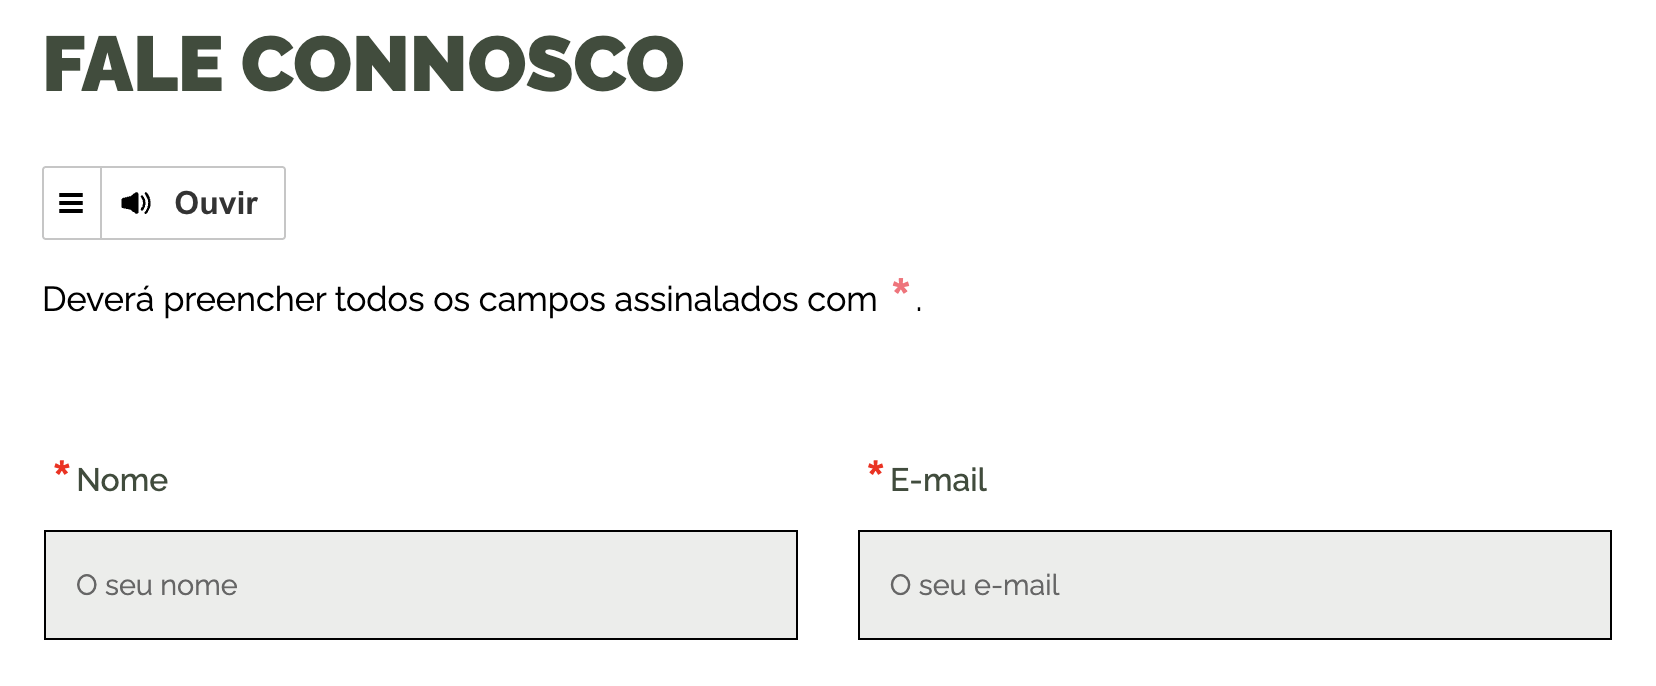 FALE CONNOSCO
Ouvir
Deverá preencher todos os campos assinalados com * .
* Nome
* E-mail
O seu nome
O seu e-mail